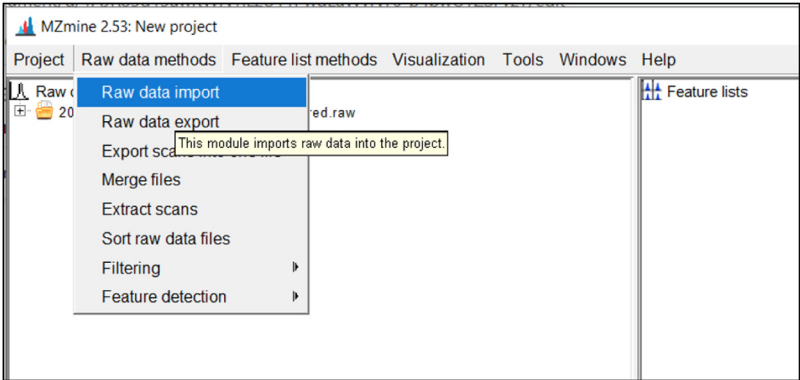 MZmine 2.53: New project
Project Raw data methods Feature list methods Visualization Tools Windows Help
Raw
Raw data import
Feature lists
20
red.raw
Raw data export
This module imports raw data into the project.
Export
Merge files
Extract scans
Sort raw data files
Filtering
Feature detection